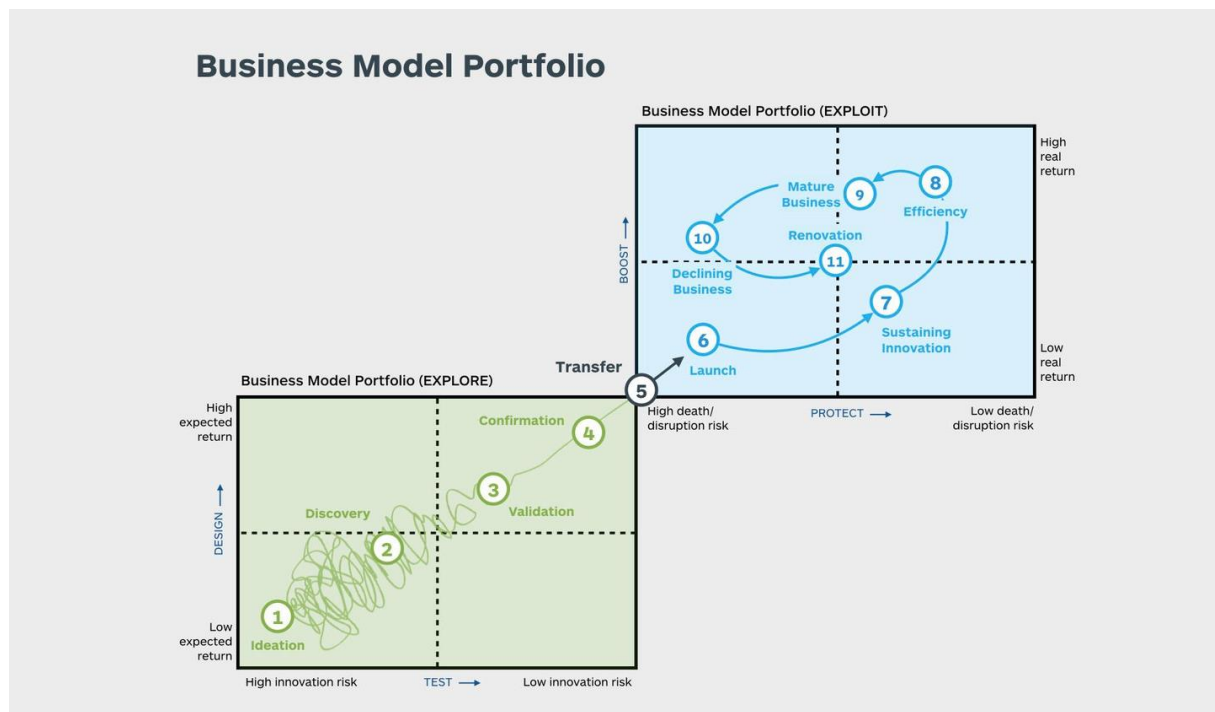 Business Model Portfolio
Business Model Portfolio (EXPLOIT)
High
real
return
8
Mature
Business
9
Efficiency
10
Renovation
BOOST
11
Declining
Business
7
Sustaining
Innovation
6
Launch
Low
real
return
Transfer
5
High death/
disruption risk
PROTECT
Low death/
disruption risk
Business Model Portfolio (EXPLORE)
High
expected
return
Confirmation
4
3
Validation
Discovery
DESIGN
2
1
Ideation
Low
expected
return
High innovation risk
TEST
Low innovation risk